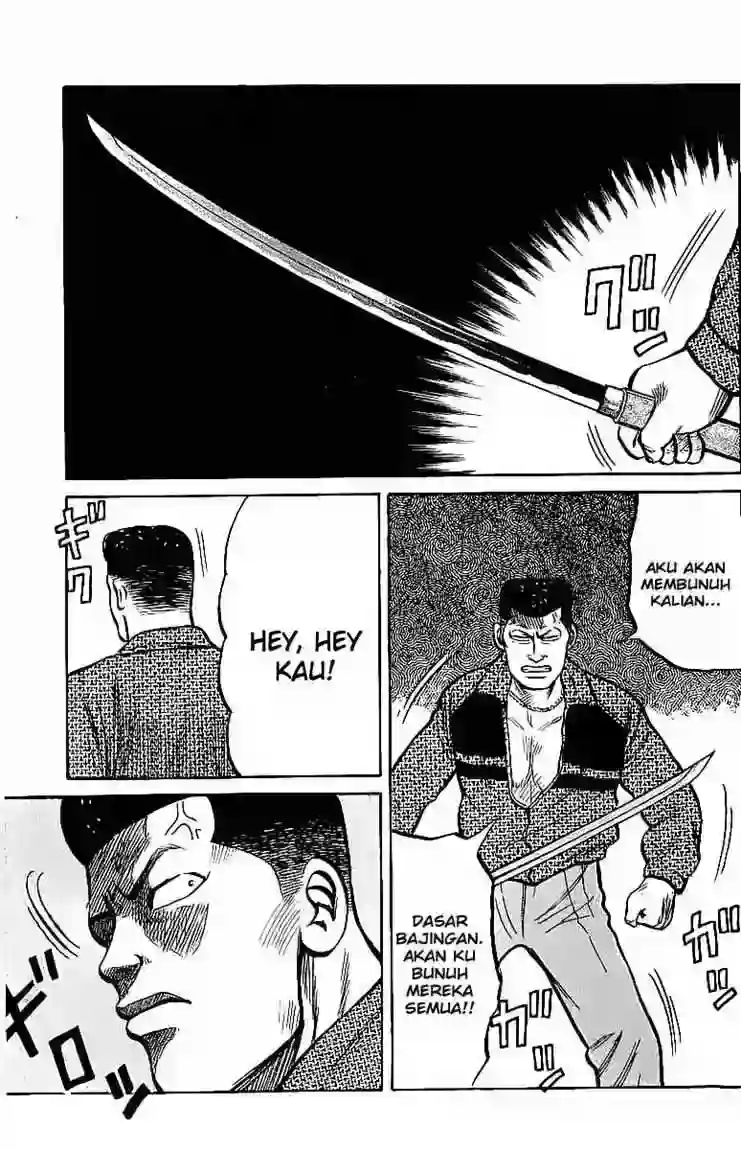 グッ
AKU AKAN
MEMBUNUH
KALIAN...
DASAR
BAJINGAN.
AKAN KU
BUNUH
MEREKA
SEMUA!!
ガッ
ガッ
HEY, HEY
KAU!
ギク
ギロッ